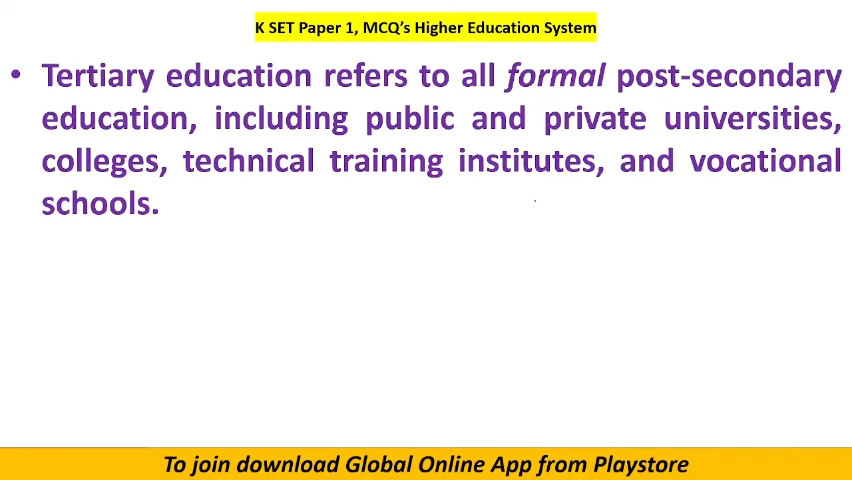 K SET Paper 1, MCQ’s Higher Education System
• Tertiary education refers to all formal post-secondary
education, including public and private universities,
colleges, technical training institutes, and vocational
schools.
To join download Global Online App from Playstore